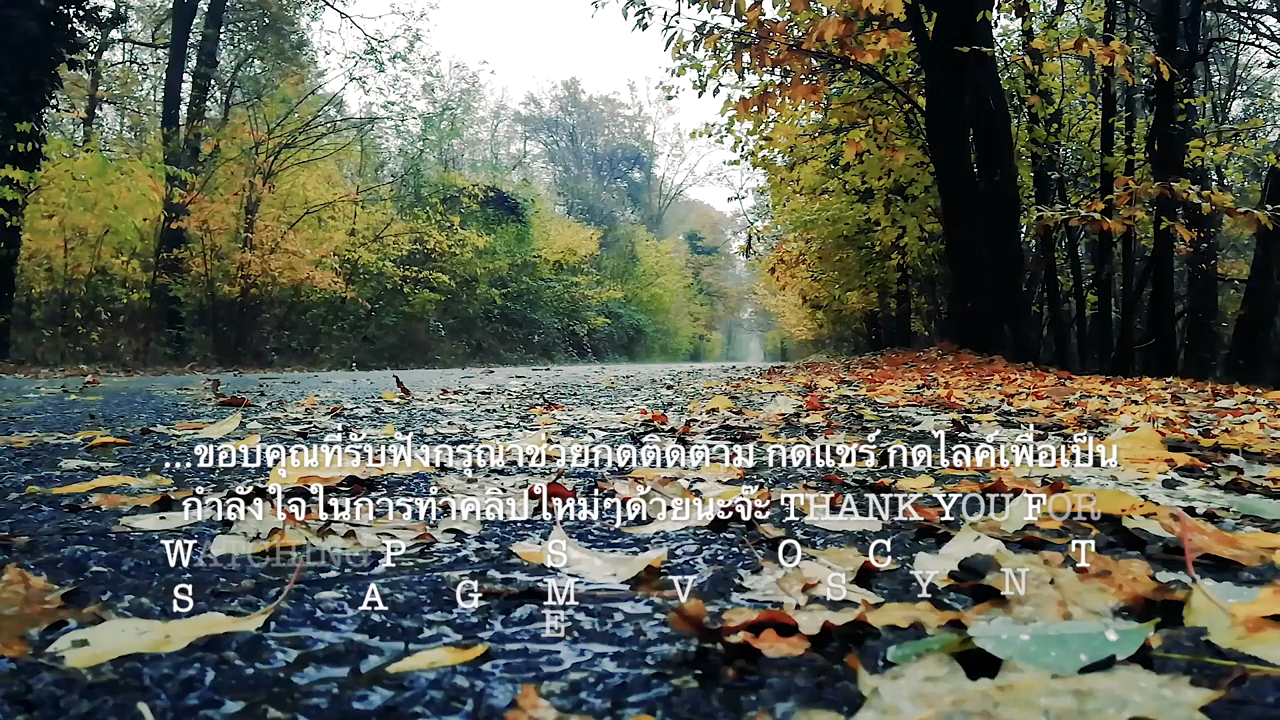 ...ขอบคุณที่รับฟังกรุณาช่วยกดติดตาม กดแชร์ กดไลค์เพื่อเป็น
กำลังใจในการทำคลิปใหม่ๆด้วยนะจ๊ะ THANK YOU FOR
WATCHING P S O C T
S A G M V S Y N
E